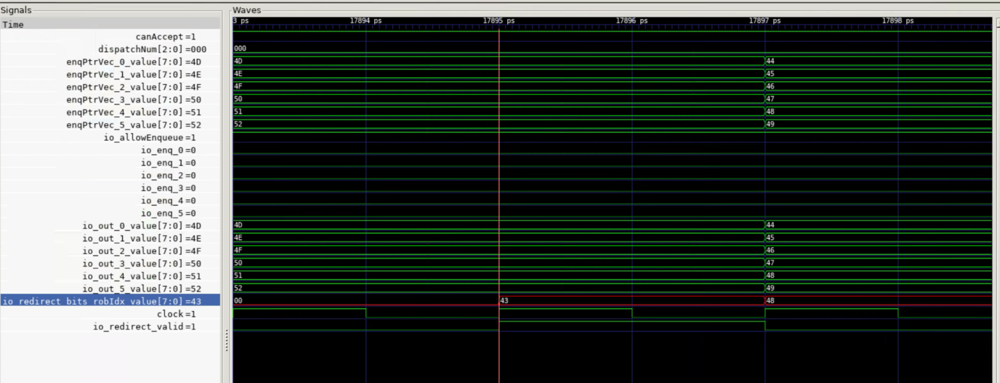 Signals Waves
Time 3 ps 17894 ps 17895 ps 17896 ps 17897 ps 17898 ps
canAccept =1
dispatchNum[2:0] =000 000
enqPtrVec_0_value[7:0] =4D 4D 44
enqPtrVec_1_value[7:0] =4E 4E 45
enqPtrVec_2_value[7:0] =4F 4F 46
enqPtrVec_3_value[7:0] =50 50 47
enqPtrVec_4_value[7:0] =51 51 48
enqPtrVec_5_value[7:0] =52 52 49
io_allowEnqueue =1
io_enq_0 =0
io_enq_1 =0
io_enq_2 =0
io_enq_3 =0
io_enq_4 =0
io_enq_5 =0
io_out_0_value[7:0] =4D 4D 44
io_out_1_value[7:0] =4E 4E 45
io_out_2_value[7:0] =4F 4F 46
io_out_3_value[7:0] =50 50 47
io_out_4_value[7:0] =51 51 48
io_out_5_value[7:0] =52 52 49
io_redirect_bits_robIdx_value[7:0] =43 00 43 48
clock =1
io_redirect_valid =1